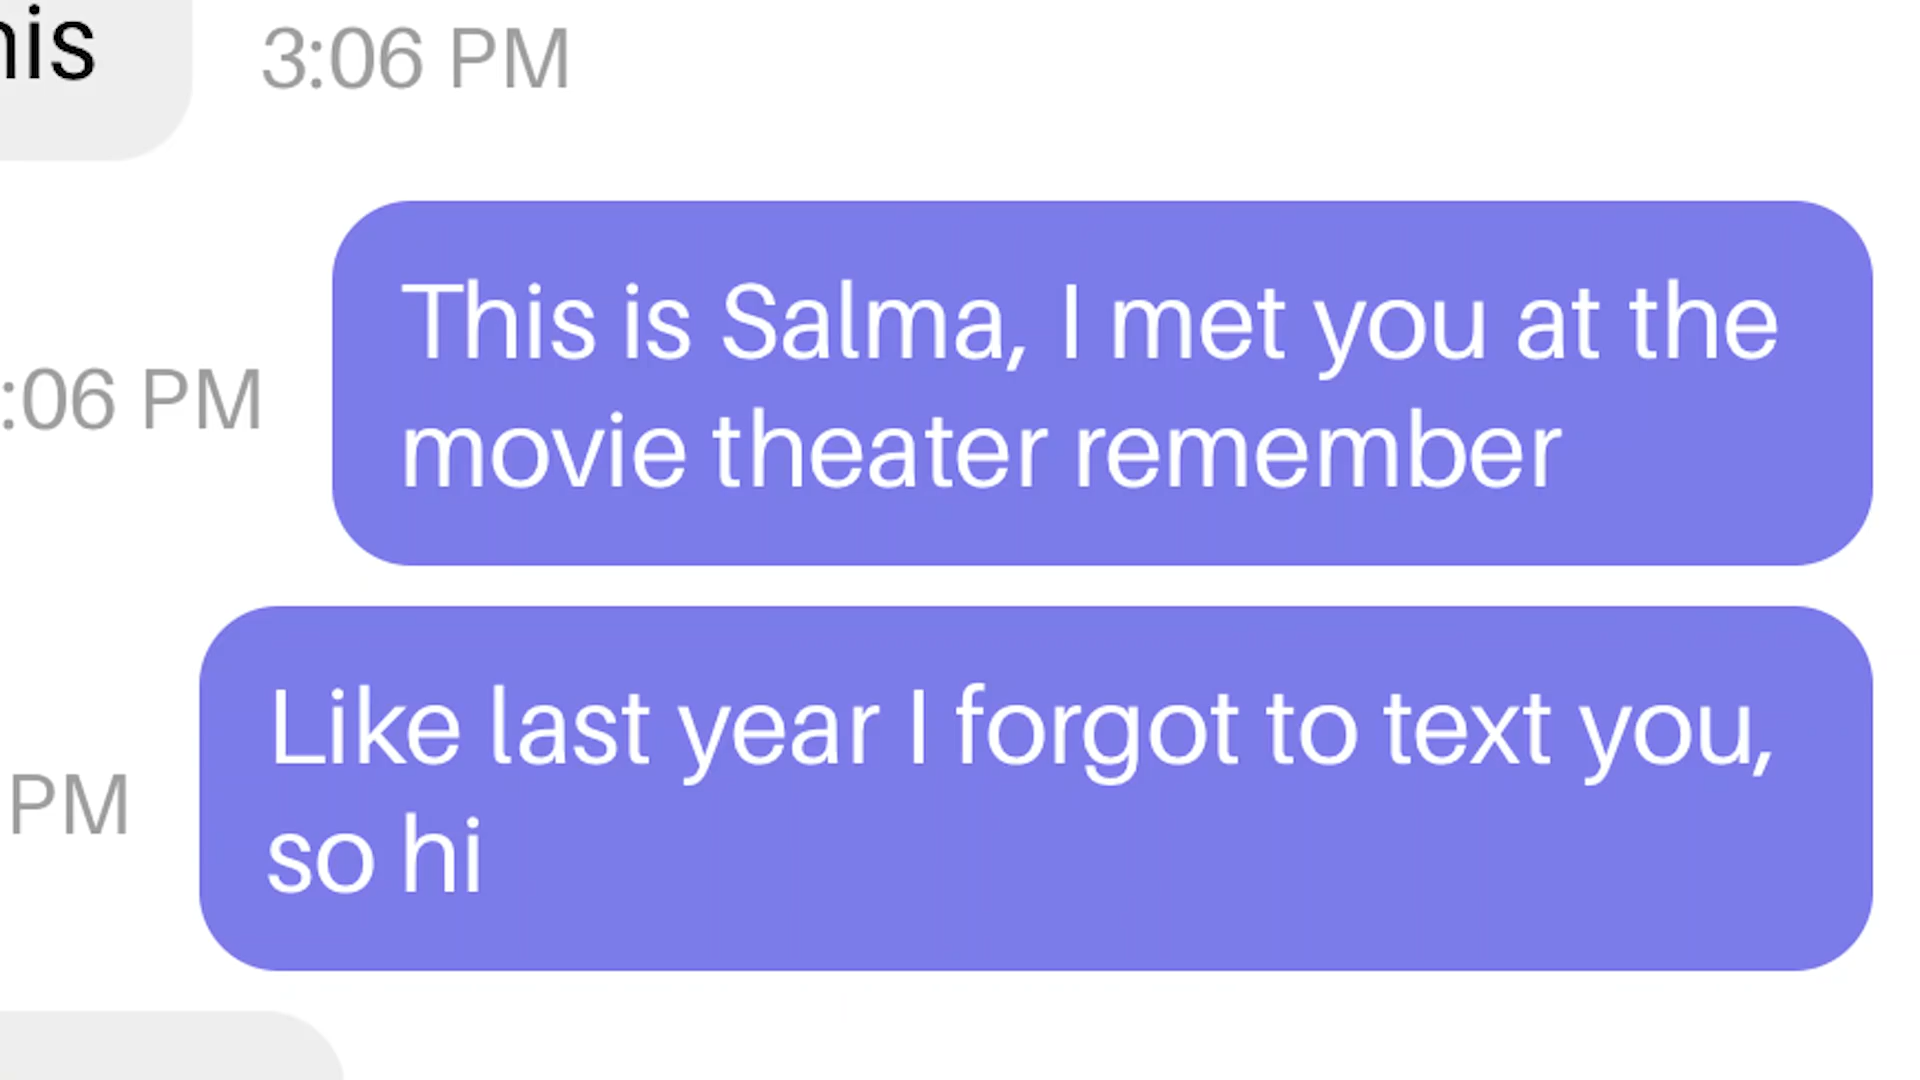 3:06 PM
This is Salma, I met you at the
movie theater remember
:06 PM
Like last year I forgot to text you,
so hi
PM